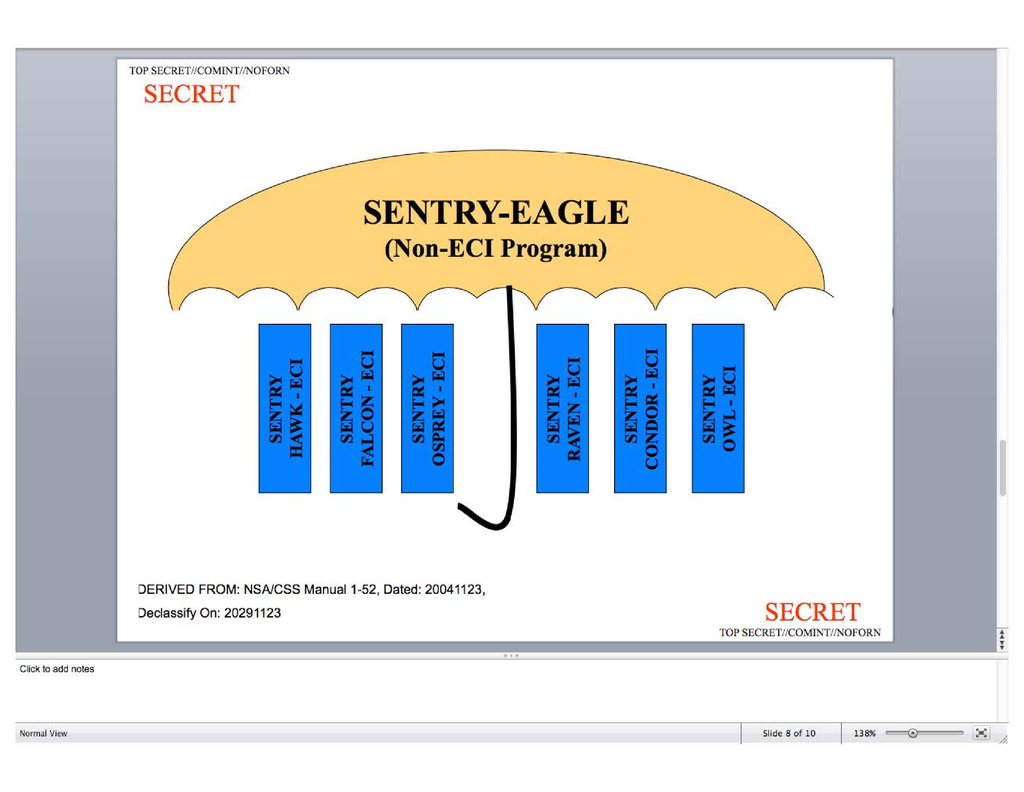 TOP SECRET//COMINT//NOFORN
SECRET
SENTRY-EAGLE
(Non-ECI Program)
SENTRY
HAWK - ECI
SENTRY
FALCON - ECI
SENTRY
OSPREY - ECI
SENTRY
RAVEN - ECI
SENTRY
CONDOR - ECI
SENTRY
OWL - ECI
DERIVED FROM: NSA/CSS Manual 1-52, Dated: 20041123,
Declassify On: 20291123
SECRET
TOP SECRET//COMINT//NOFORN
Click to add notes
Normal View
Slide 8 of 10
138%